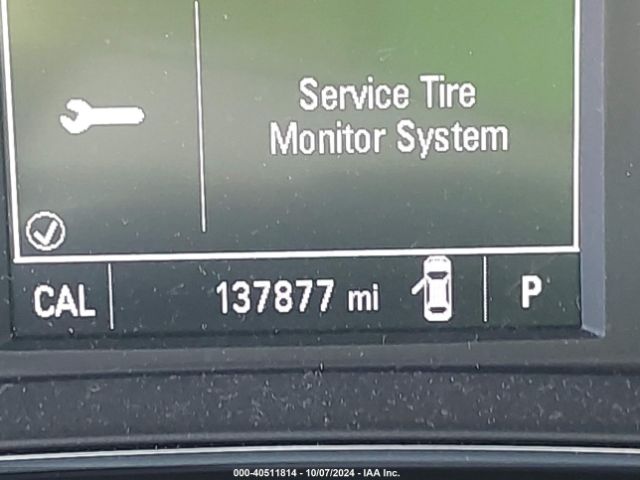 Service Tire
Monitor System
CAL 137877 mi P
000-40511814 - 10/07/2024 - IAA Inc.